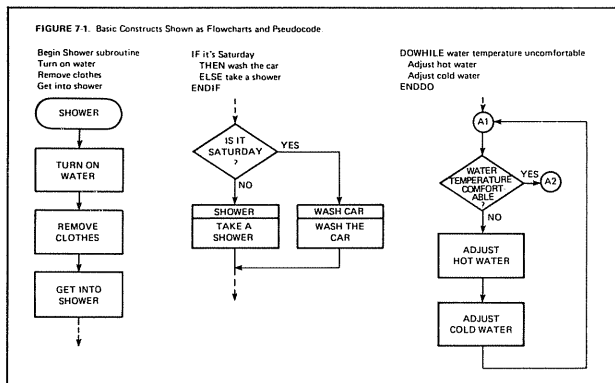 FIGURE 7-1. Basic Constructs Shown as Flowcharts and Pseudocode
Begin Shower subroutine
Turn on water
Remove clothes
Get into shower
SHOWER
TURN ON
WATER
REMOVE
CLOTHES
GET INTO
SHOWER
IF it's Saturday
THEN wash the car
ELSE take a shower
ENDIF
IS IT
SATURDAY
?
YES
NO
SHOWER
TAKE A
SHOWER
WASH CAR
WASH THE
CAR
DOWHILE water temperature uncomfortable
Adjust hot water
Adjust cold water
ENDDO
A1
WATER
TEMPERATURE
COMFORT-
ABLE
?
YES
A2
NO
ADJUST
HOT WATER
ADJUST
COLD WATER